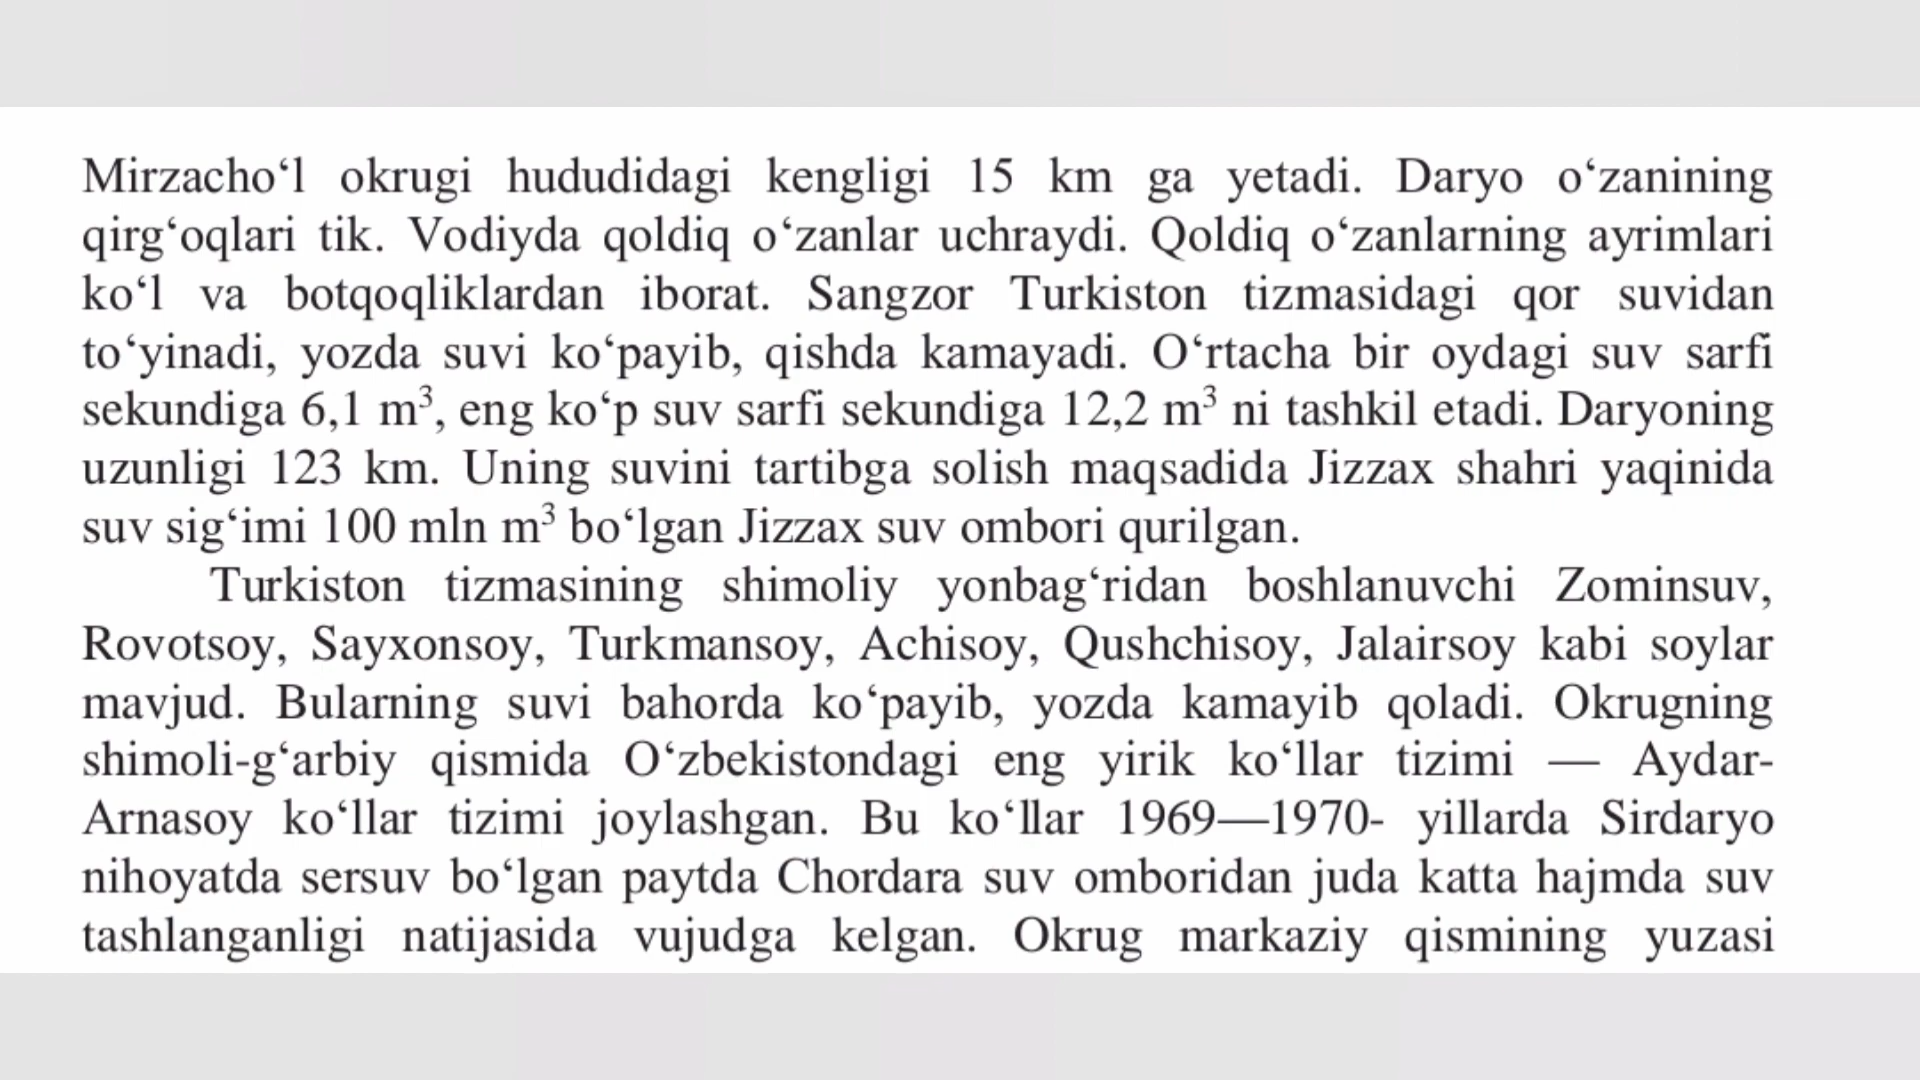 Mirzacho‘l okrugi hududidagi kengligi 15 km ga yetadi. Daryo o‘zanining
qirg‘oqlari tik. Vodiyda qoldiq o‘zanlar uchraydi. Qoldiq o‘zanlarning ayrimlari
ko‘l va botqoqliklardan iborat. Sangzor Turkiston tizmasidagi qor suvidan
to‘yinadi, yozda suvi ko‘payib, qishda kamayadi. O‘rtacha bir oydagi suv sarfi
sekundiga 6,1 m³, eng ko‘p suv sarfi sekundiga 12,2 m³ ni tashkil etadi. Daryoning
uzunligi 123 km. Uning suvini tartibga solish maqsadida Jizzax shahri yaqinida
suv sig‘imi 100 mln m³ bo‘lgan Jizzax suv ombori qurilgan.
Turkiston tizmasining shimoliy yonbag‘ridan boshlanuvchi Zominsuv,
Rovotsoy, Sayxonsoy, Turkmansoy, Achisoy, Qushchisoy, Jalairsoy kabi soylar
mavjud. Bularning suvi bahorda ko‘payib, yozda kamayib qoladi. Okrugning
shimoli-g‘arbiy qismida O‘zbekistondagi eng yirik ko‘llar tizimi — Aydar-
Arnasoy ko‘llar tizimi joylashgan. Bu ko‘llar 1969—1970- yillarda Sirdaryo
nihoyatda sersuv bo‘lgan paytda Chordara suv omboridan juda katta hajmda suv
tashlanganligi natijasida vujudga kelgan. Okrug markaziy qismining yuzasi